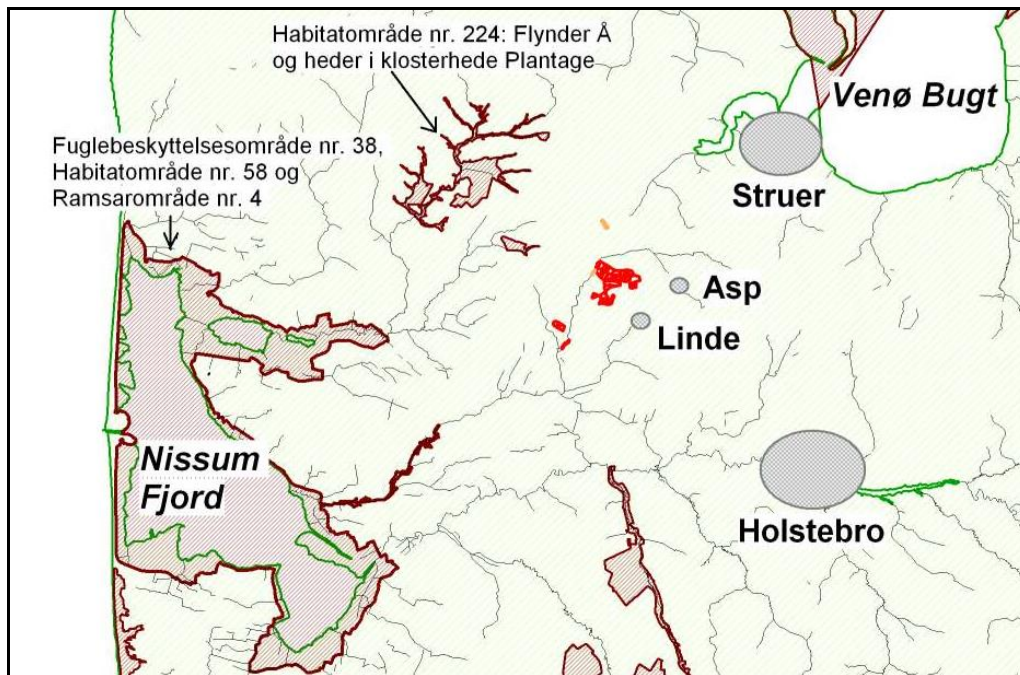 Habitatområde nr. 224: Flynder Å
og heder i klosterhede Plantage
Venø Bugt
Fuglebeskyttelsesområde nr. 38,
Habitatområde nr. 58 og
Ramsarområde nr. 4
Struer
Asp
Linde
Nissum
Fjord
Holstebro